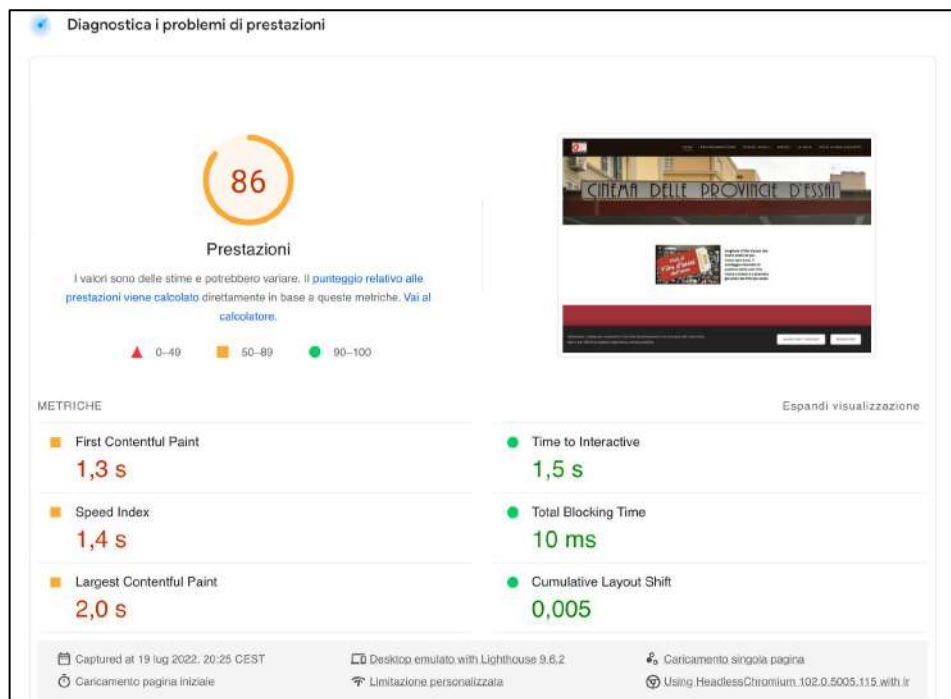 Diagnostica i problemi di prestazioni
86
Prestazioni
I valori sono delle stime e potrebbero variare. Il punteggio relativo alle
prestazioni viene calcolato direttamente in base a queste metriche. Vai al
calcolatore.
0–49
50–89
90–100
CINEMA DELLE PROVINCIE D'ESSAI
METRICHE
Espandi visualizzazione
First Contentful Paint
1,3 s
Time to Interactive
1,5 s
Speed Index
1,4 s
Total Blocking Time
10 ms
Largest Contentful Paint
2,0 s
Cumulative Layout Shift
0,005
Captured at 19 lug 2022, 20:25 CEST
Desktop emulato with Lighthouse 9.6.2
Caricamento singola pagina
Caricamento pagina iniziale
Limitazione personalizzata
Using HeadlessChromium 102.0.5005.115 with lr